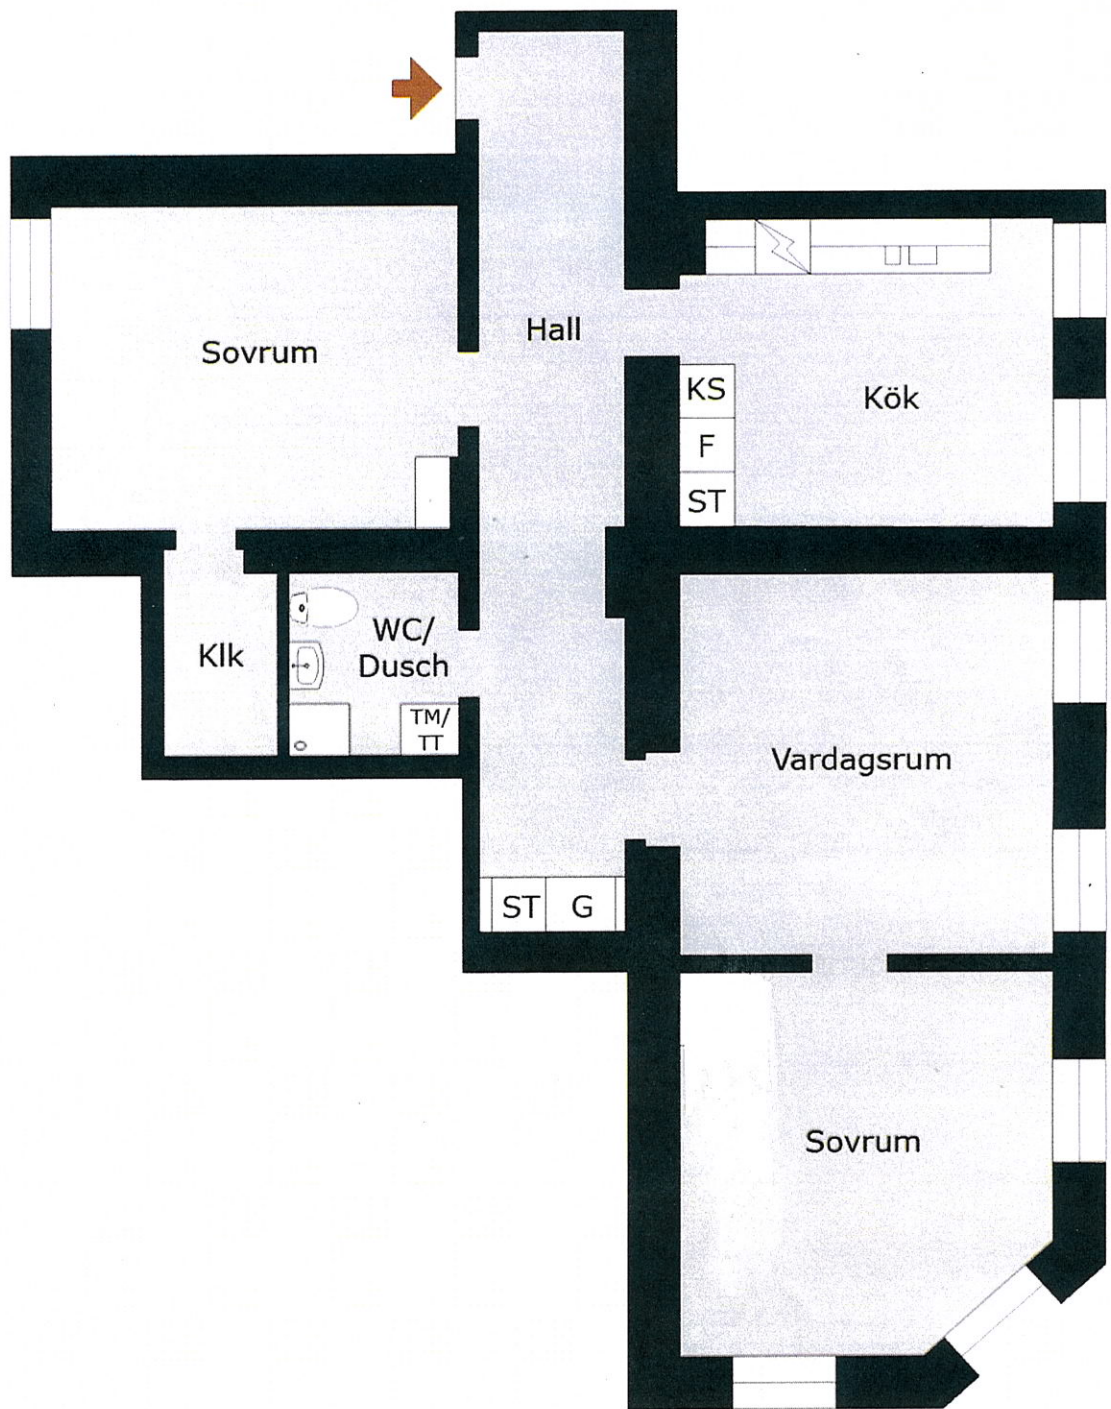 Hall
Sovrum
Kök
KS
F
ST
WC/
Dusch
Klk
TM/
TT
Vardagsrum
ST
G
Sovrum